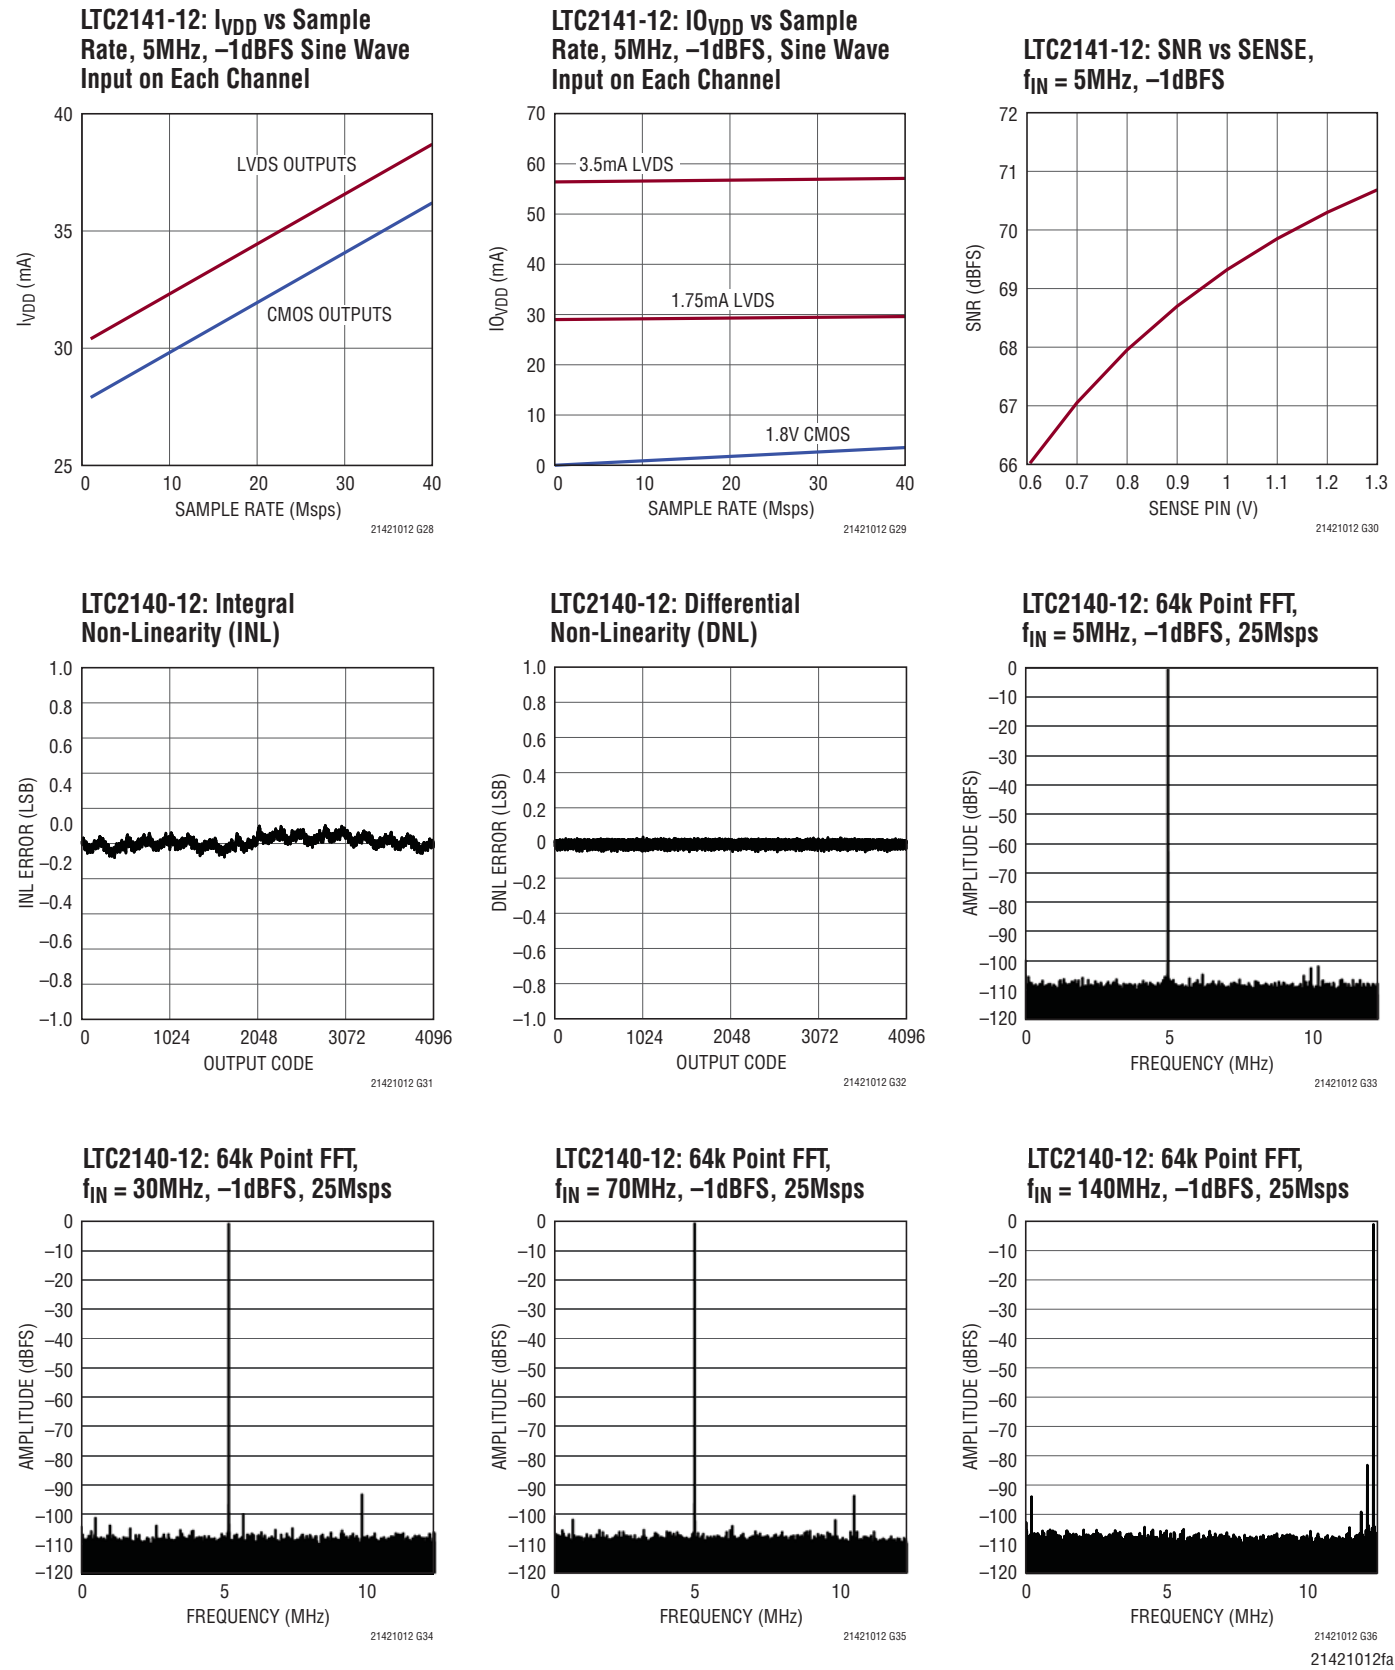 LTC2141-12: IVDD vs Sample
Rate, 5MHz, –1dBFS Sine Wave
Input on Each Channel
40
35
30
25
IVDD (mA)
LVDS OUTPUTS
CMOS OUTPUTS
0 10 20 30 40
SAMPLE RATE (Msps)
21421012 G28
LTC2141-12: IOVDD vs Sample
Rate, 5MHz, –1dBFS, Sine Wave
Input on Each Channel
70
60
50
40
30
20
10
0
IOVDD (mA)
3.5mA LVDS
1.75mA LVDS
1.8V CMOS
0 10 20 30 40
SAMPLE RATE (Msps)
21421012 G29
LTC2141-12: SNR vs SENSE,
fIN = 5MHz, –1dBFS
72
71
70
69
68
67
66
SNR (dBFS)
0.6 0.7 0.8 0.9 1 1.1 1.2 1.3
SENSE PIN (V)
21421012 G30
LTC2140-12: Integral
Non-Linearity (INL)
1.0
0.8
0.6
0.4
0.0
–0.2
–0.4
–0.6
–0.8
–1.0
INL ERROR (LSB)
0 1024 2048 3072 4096
OUTPUT CODE
21421012 G31
LTC2140-12: Differential
Non-Linearity (DNL)
1.0
0.8
0.6
0.4
0.2
0
–0.2
–0.4
–0.6
–0.8
–1.0
DNL ERROR (LSB)
0 1024 2048 3072 4096
OUTPUT CODE
21421012 G32
LTC2140-12: 64k Point FFT,
fIN = 5MHz, –1dBFS, 25Msps
0
–10
–20
–30
–40
–50
–60
–70
–80
–90
–100
–110
–120
AMPLITUDE (dBFS)
0 5 10
FREQUENCY (MHz)
21421012 G33
LTC2140-12: 64k Point FFT,
fIN = 30MHz, –1dBFS, 25Msps
0
–10
–20
–30
–40
–50
–60
–70
–80
–90
–100
–110
–120
AMPLITUDE (dBFS)
0 5 10
FREQUENCY (MHz)
21421012 G34
LTC2140-12: 64k Point FFT,
fIN = 70MHz, –1dBFS, 25Msps
0
–10
–20
–30
–40
–50
–60
–70
–80
–90
–100
–110
–120
AMPLITUDE (dBFS)
0 5 10
FREQUENCY (MHz)
21421012 G35
LTC2140-12: 64k Point FFT,
fIN = 140MHz, –1dBFS, 25Msps
0
–10
–20
–30
–40
–50
–60
–70
–80
–90
–100
–110
–120
AMPLITUDE (dBFS)
0 5 10
FREQUENCY (MHz)
21421012 G36
21421012fa